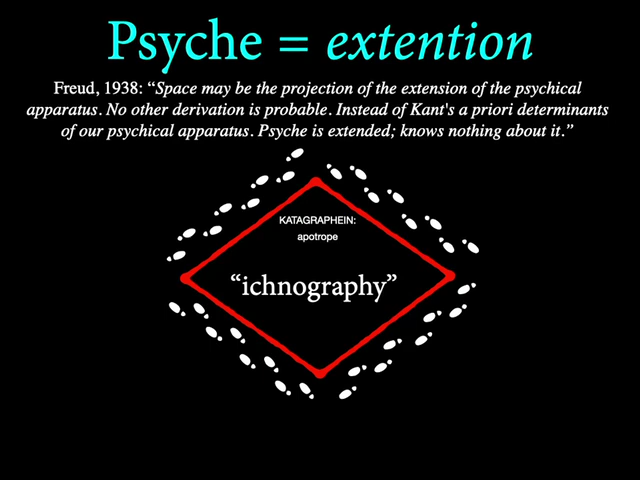 Psyche = extention
Freud, 1938: “Space may be the projection of the extension of the psychical
apparatus. No other derivation is probable. Instead of Kant's a priori determinants
of our psychical apparatus. Psyche is extended; knows nothing about it.”
KATAGRAPHEIN:
apotrope
“ichnography”